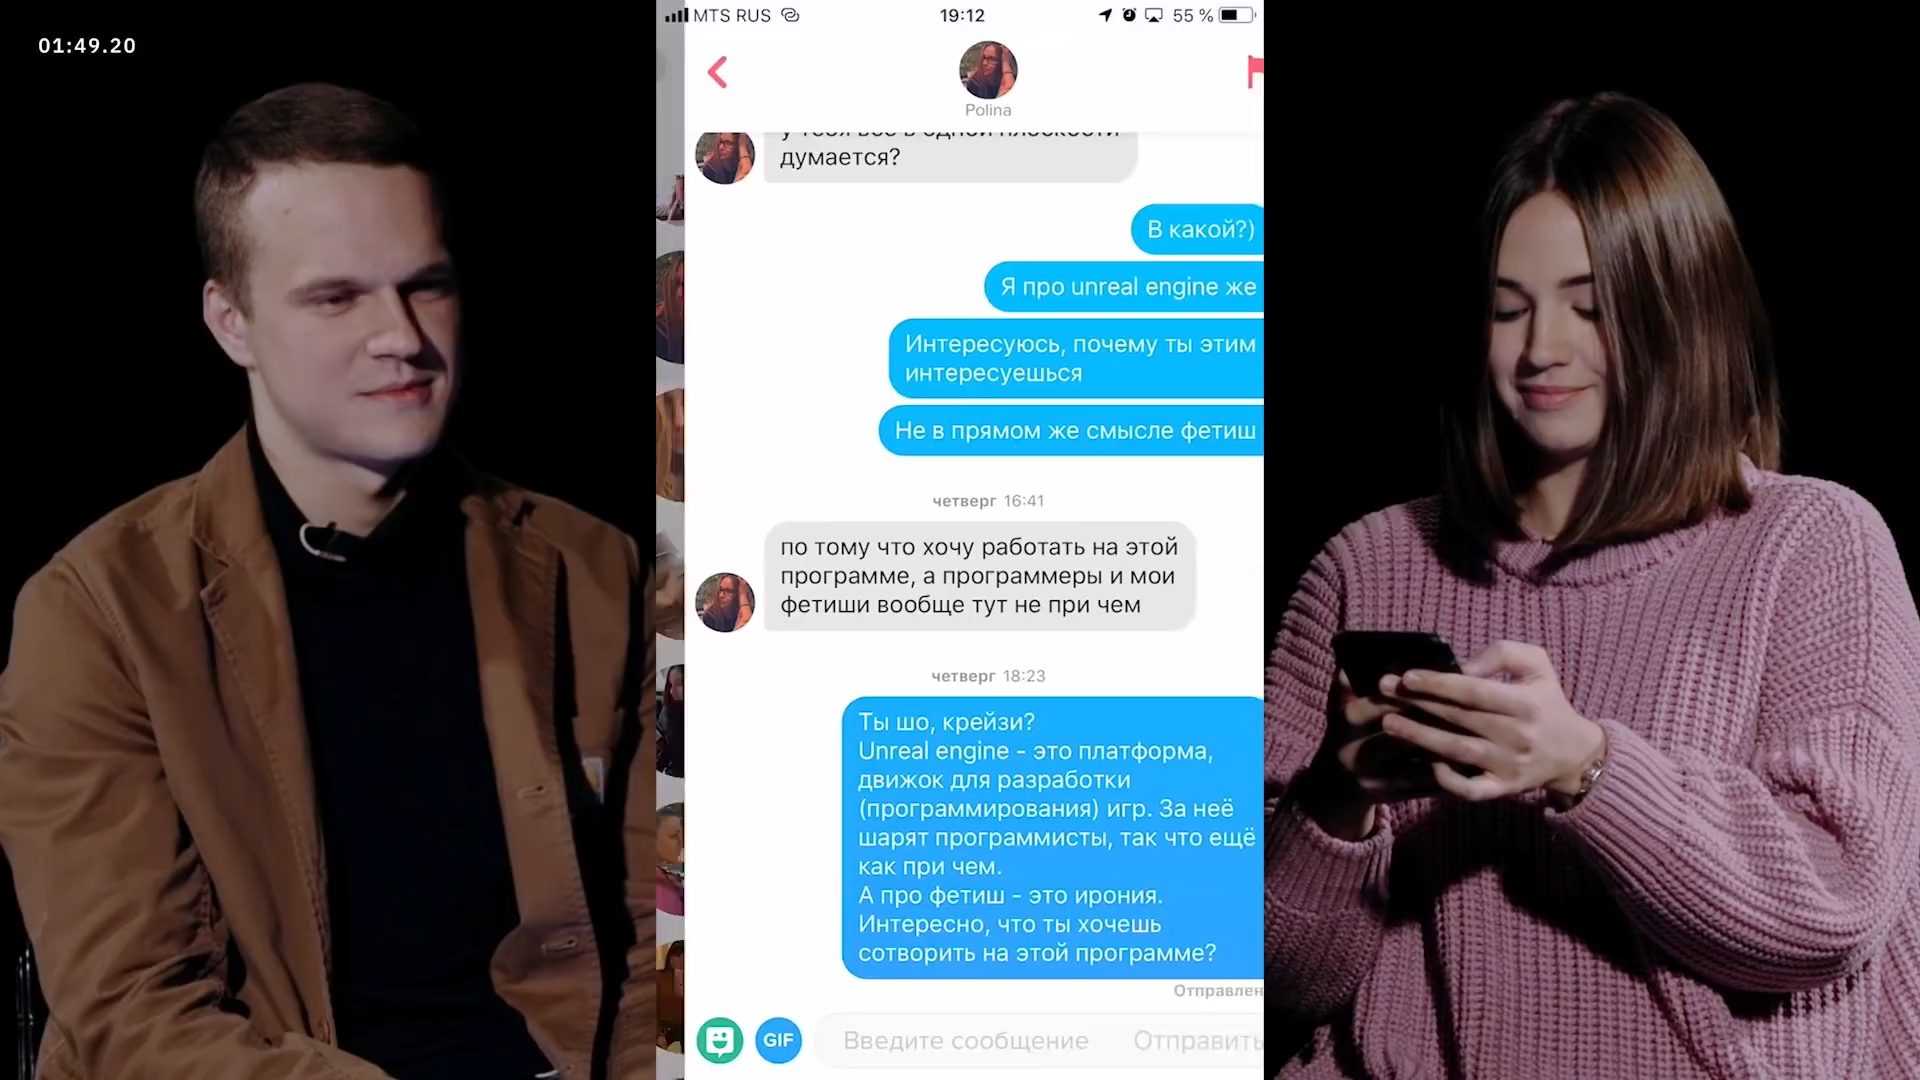 01:49.20
MTS RUS
19:12
55 %
Polina
у тебя всё в одной плоскости
думается?
В какой?)
Я про unreal engine же
Интересуюсь, почему ты этим
интересуешься
Не в прямом же смысле фетиш
четверг 16:41
по тому что хочу работать на этой
программе, а программеры и мои
фетиши вообще тут не при чем
четверг 18:23
Ты шо, крейзи?
Unreal engine - это платформа,
движок для разработки
(программирования) игр. За неё
шарят программисты, так что ещё
как при чем.
А про фетиш - это ирония.
Интересно, что ты хочешь
сотворить на этой программе?
Отправлен
GIF
Введите сообщение
Отправить